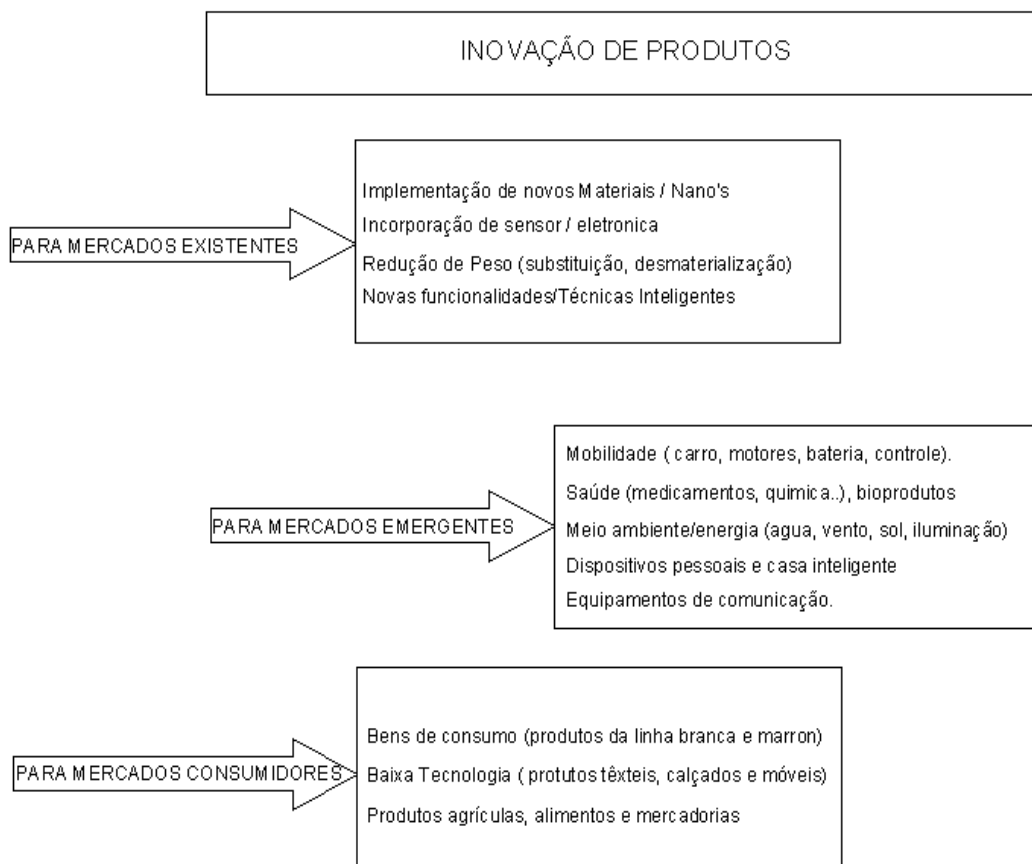 INOVAÇÃO DE PRODUTOS
PARA MERCADOS EXISTENTES
Implementação de novos Materiais / Nano's
Incorporação de sensor / eletronica
Redução de Peso (substituição, desmaterialização)
Novas funcionalidades/Técnicas Inteligentes
PARA MERCADOS EMERGENTES
Mobilidade ( carro, motores, bateria, controle).
Saúde (medicamentos, quimica..), bioprodutos
Meio ambiente/energia (agua, vento, sol, iluminação)
Dispositivos pessoais e casa inteligente
Equipamentos de comunicação.
PARA MERCADOS CONSUMIDORES
Bens de consumo (produtos da linha branca e marron)
Baixa Tecnologia ( protutos têxteis, calçados e móveis)
Produtos agrículas, alimentos e mercadorias